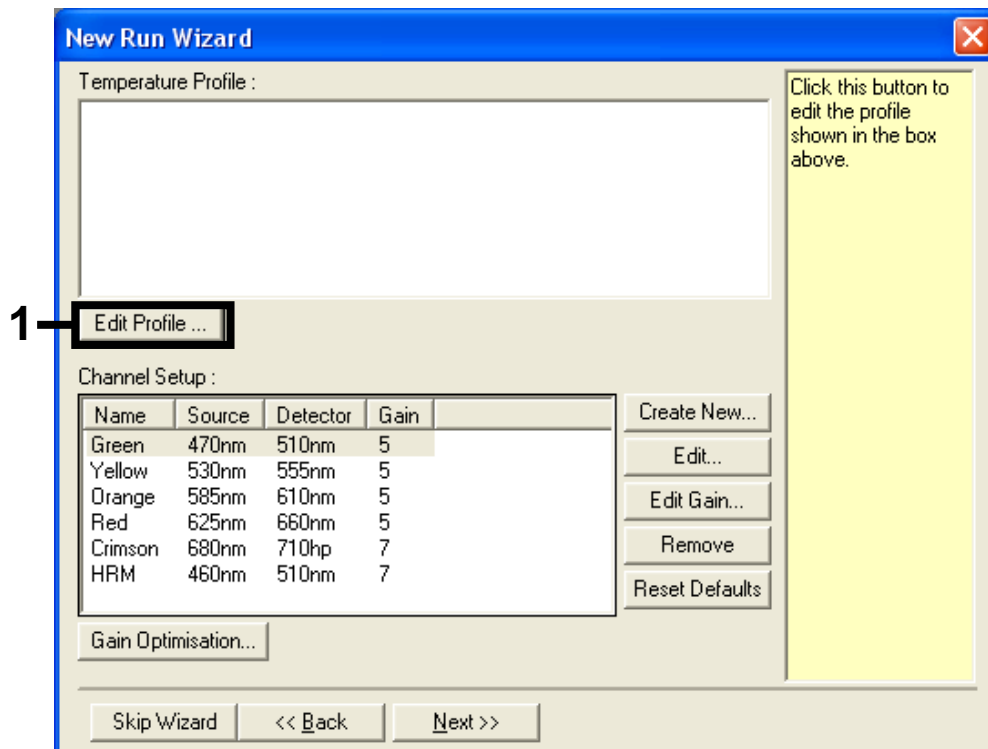 New Run Wizard
Temperature Profile :
Click this button to
edit the profile
shown in the box
above.
1
Edit Profile ...
Channel Setup :
Name Source Detector Gain
Green 470nm 510nm 5
Yellow 530nm 555nm 5
Orange 585nm 610nm 5
Red 625nm 660nm 5
Crimson 680nm 710hp 7
HRM 460nm 510nm 7
Create New...
Edit...
Edit Gain...
Remove
Reset Defaults
Gain Optimisation...
Skip Wizard << Back Next >>